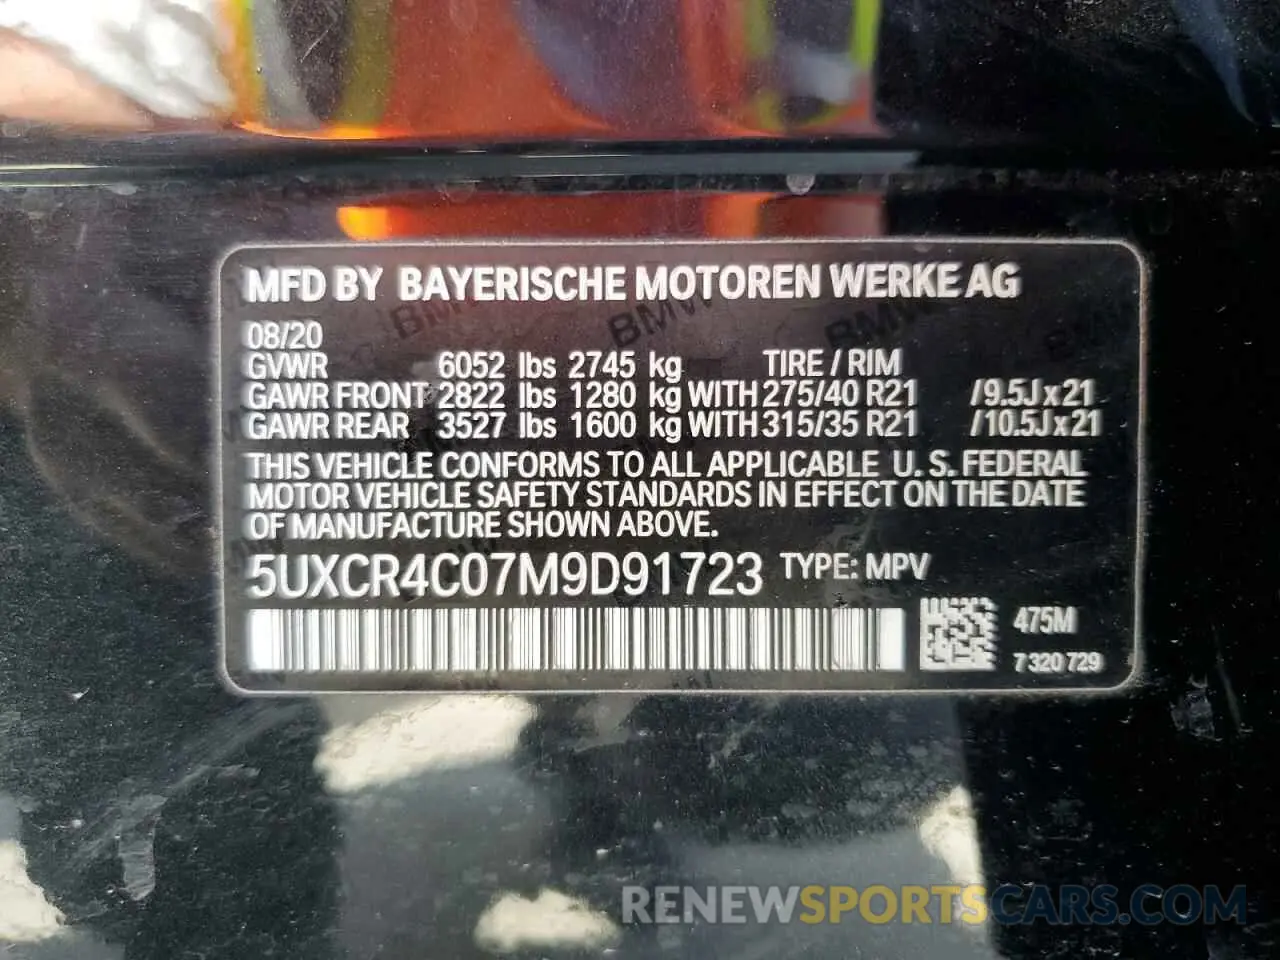 MFD BY BAYERISCHE MOTOREN WERKE AG
08/20
GVWR 6052 lbs 2745 kg TIRE / RIM
GAWR FRONT 2822 lbs 1280 kg WITH 275/40 R21 /9.5Jx21
GAWR REAR 3527 lbs 1600 kg WITH 315/35 R21 /10.5Jx21
THIS VEHICLE CONFORMS TO ALL APPLICABLE U. S. FEDERAL
MOTOR VEHICLE SAFETY STANDARDS IN EFFECT ON THE DATE
OF MANUFACTURE SHOWN ABOVE.
5UXCR4C07M9D91723 TYPE: MPV
475M
7 320 729
RENEWSPORTSCARS.COM